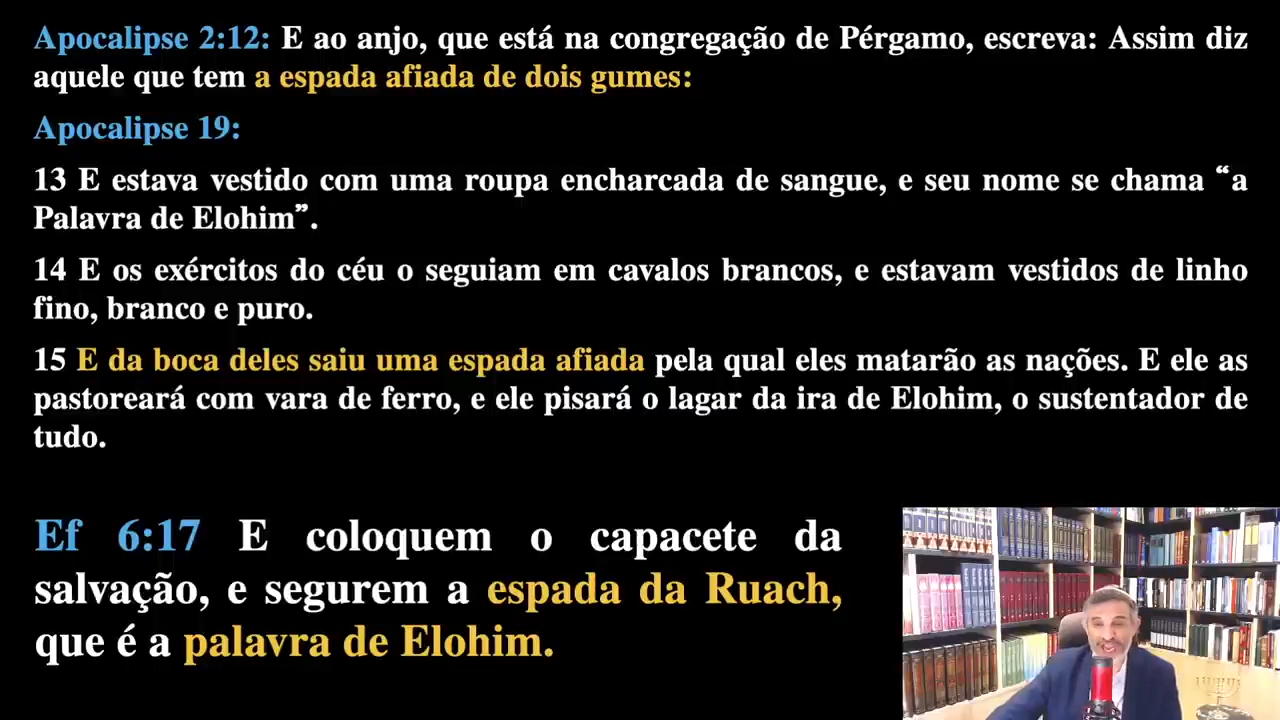 Apocalipse 2:12: E ao anjo, que está na congregação de Pérgamo, escreva: Assim diz
aquele que tem a espada afiada de dois gumes:
Apocalipse 19:
13 E estava vestido com uma roupa encharcada de sangue, e seu nome se chama “a
Palavra de Elohim”.
14 E os exércitos do céu o seguiam em cavalos brancos, e estavam vestidos de linho
fino, branco e puro.
15 E da boca deles saiu uma espada afiada pela qual eles matarão as nações. E ele as
pastoreará com vara de ferro, e ele pisará o lagar da ira de Elohim, o sustentador de
tudo.
Ef 6:17 E coloquem o capacete da
salvação, e segurem a espada da Ruach,
que é a palavra de Elohim.